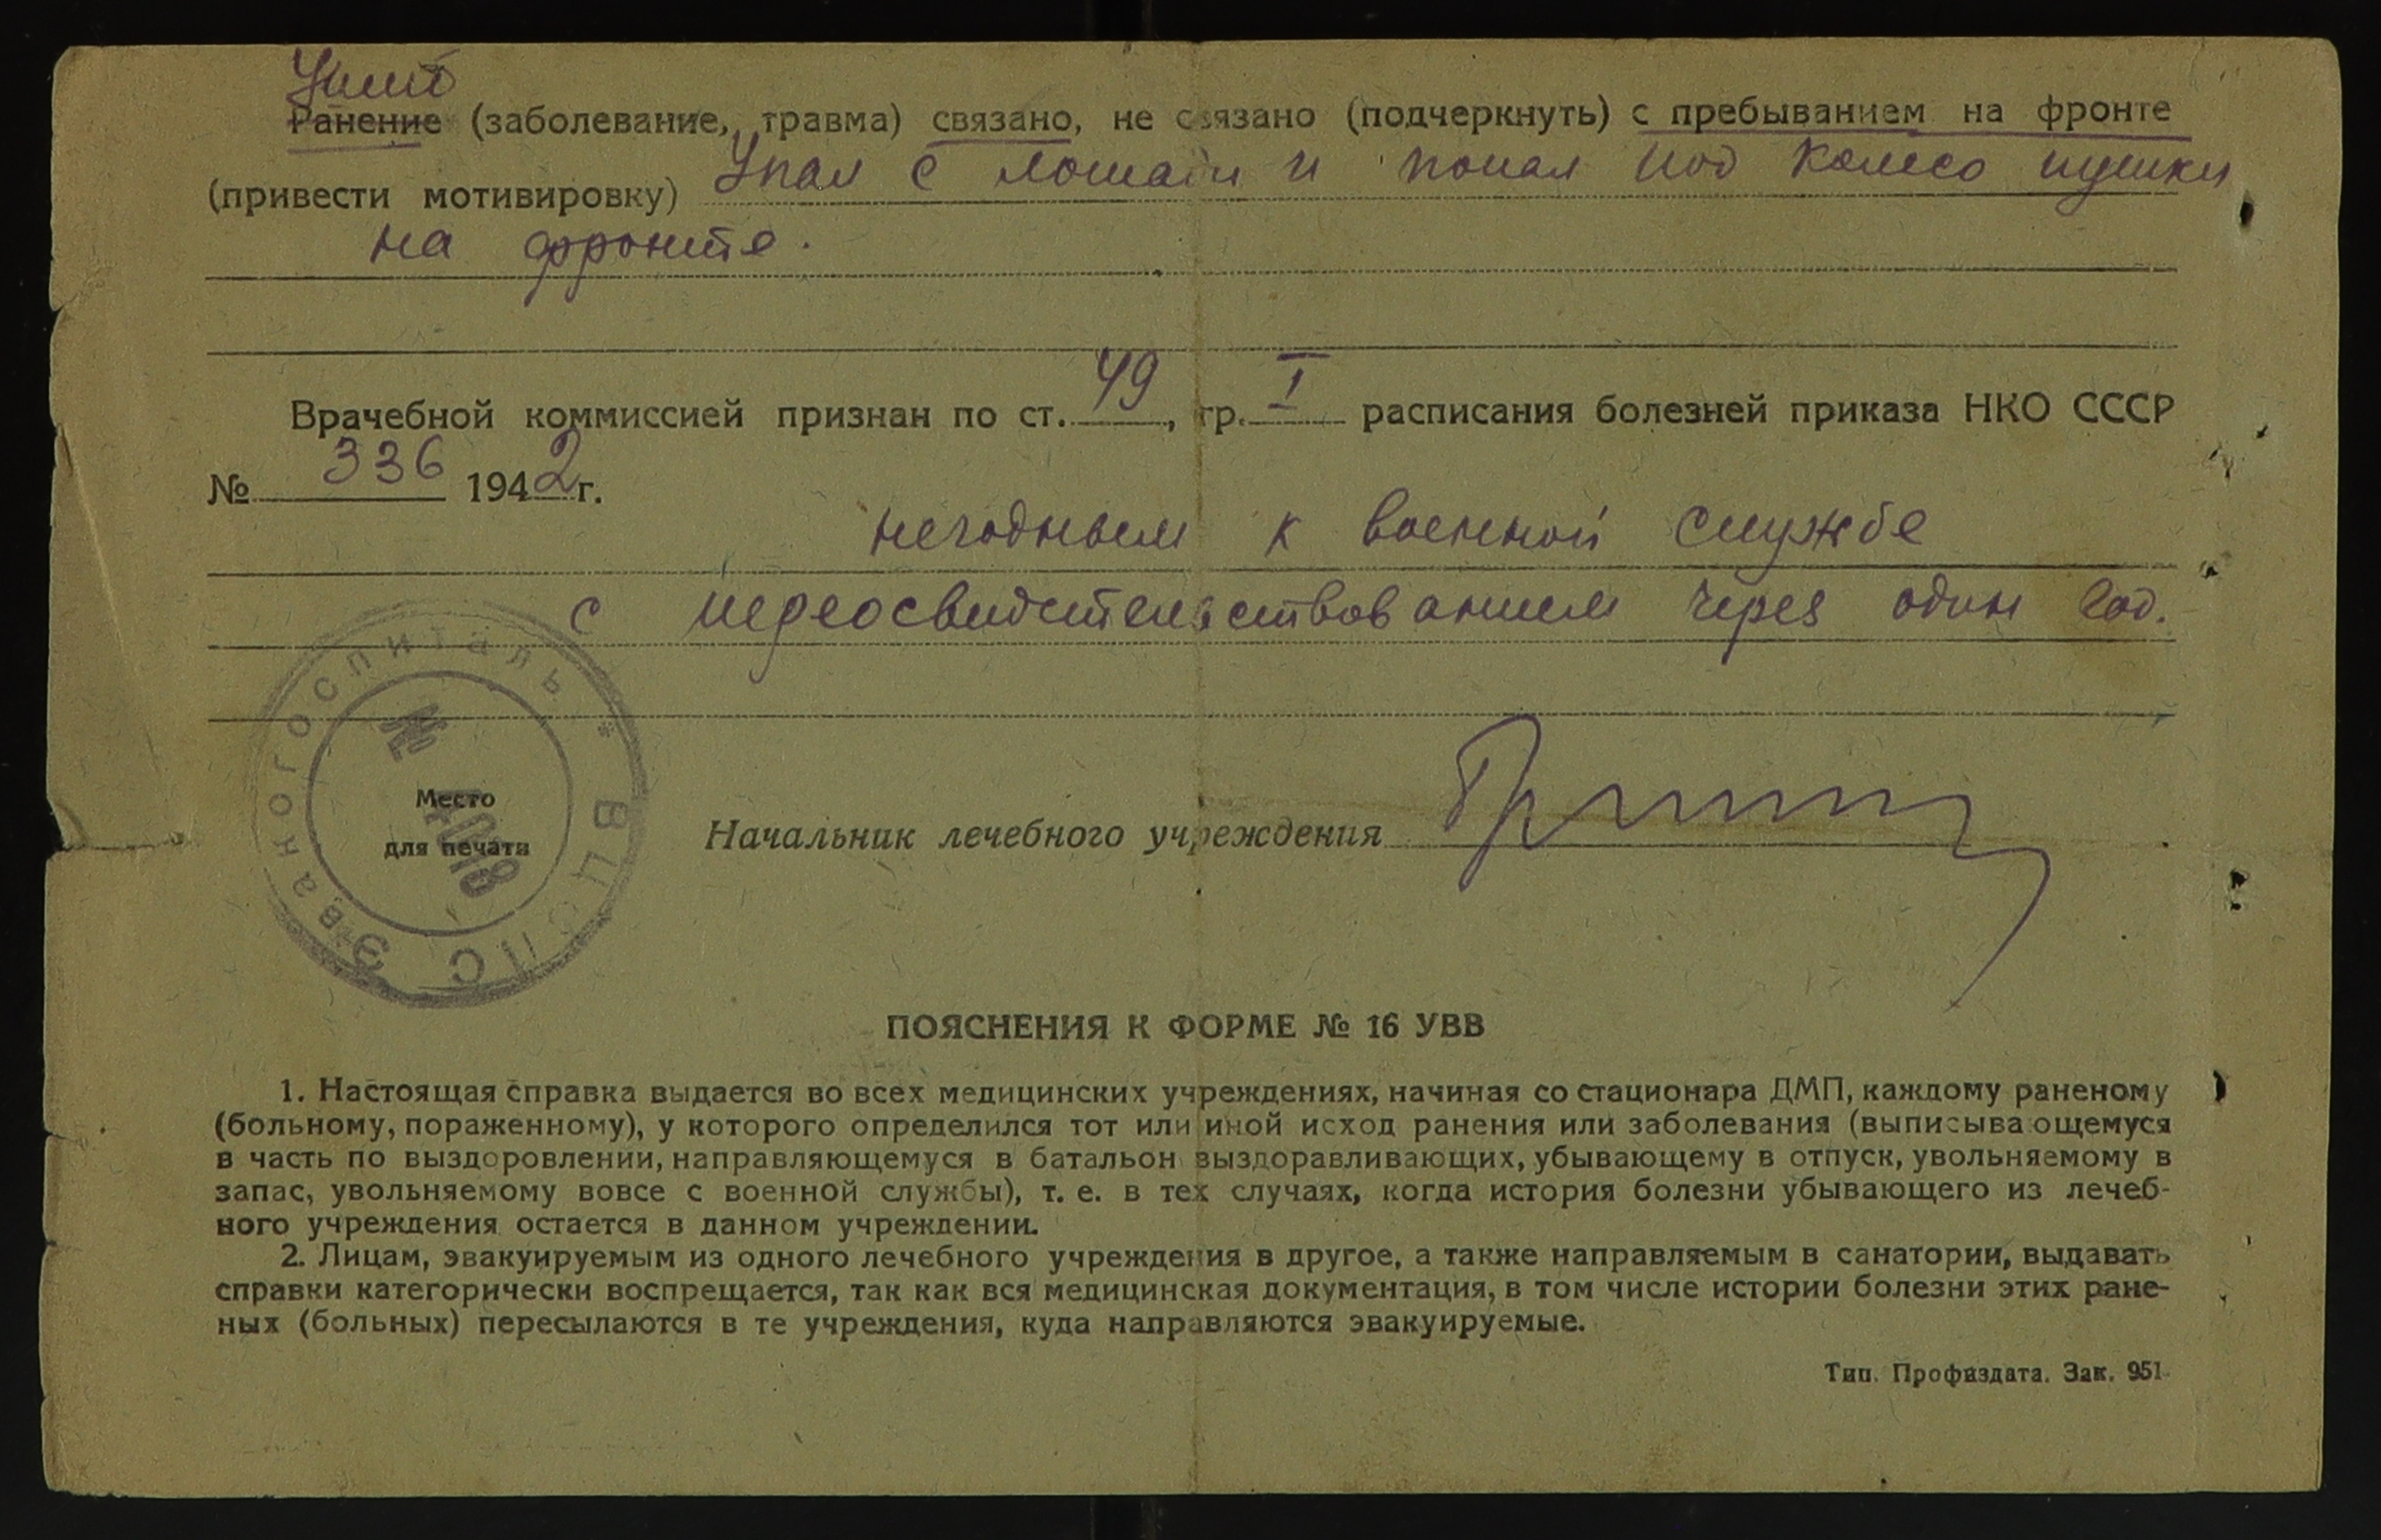 Ушиб
Ранение (заболевание, травма) связано, не связано (подчеркнуть) с пребыванием на фронте
(привести мотивировку) Упал с лошади и попал под колесо пушки
на фронте.
Врачебной коммиссией признан по ст. 49, гр. I расписания болезней приказа НКО СССР
№ 336 1942 г.
негодным к военной службе
с переосвидетельствованием через один год.
Эвакогоспиталь * ВЦСПС
№ 4018
Место
для печати
Начальник лечебного учреждения
ПОЯСНЕНИЯ К ФОРМЕ № 16 УВВ
1. Настоящая справка выдается во всех медицинских учреждениях, начиная со стационара ДМП, каждому раненому
(больному, пораженному), у которого определился тот или иной исход ранения или заболевания (выписывающемуся
в часть по выздоровлении, направляющемуся в батальон выздоравливающих, убывающему в отпуск, увольняемому в
запас, увольняемому вовсе с военной службы), т. е. в тех случаях, когда история болезни убывающего из лечеб-
ного учреждения остается в данном учреждении.
2. Лицам, эвакуируемым из одного лечебного учреждения в другое, а также направляемым в санатории, выдавать
справки категорически воспрещается, так как вся медицинская документация, в том числе истории болезни этих ране-
ных (больных) пересылаются в те учреждения, куда направляются эвакуируемые.
Тип. Профиздата. Зак. 951